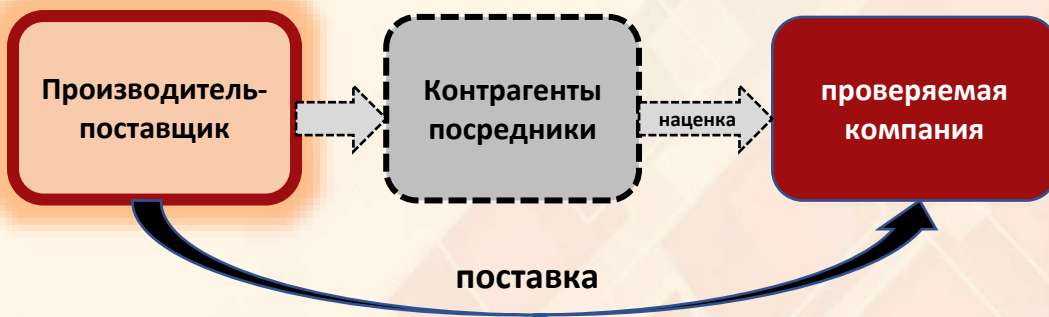 Производитель-
поставщик
Контрагенты
посредники
наценка
проверяемая
компания
поставка